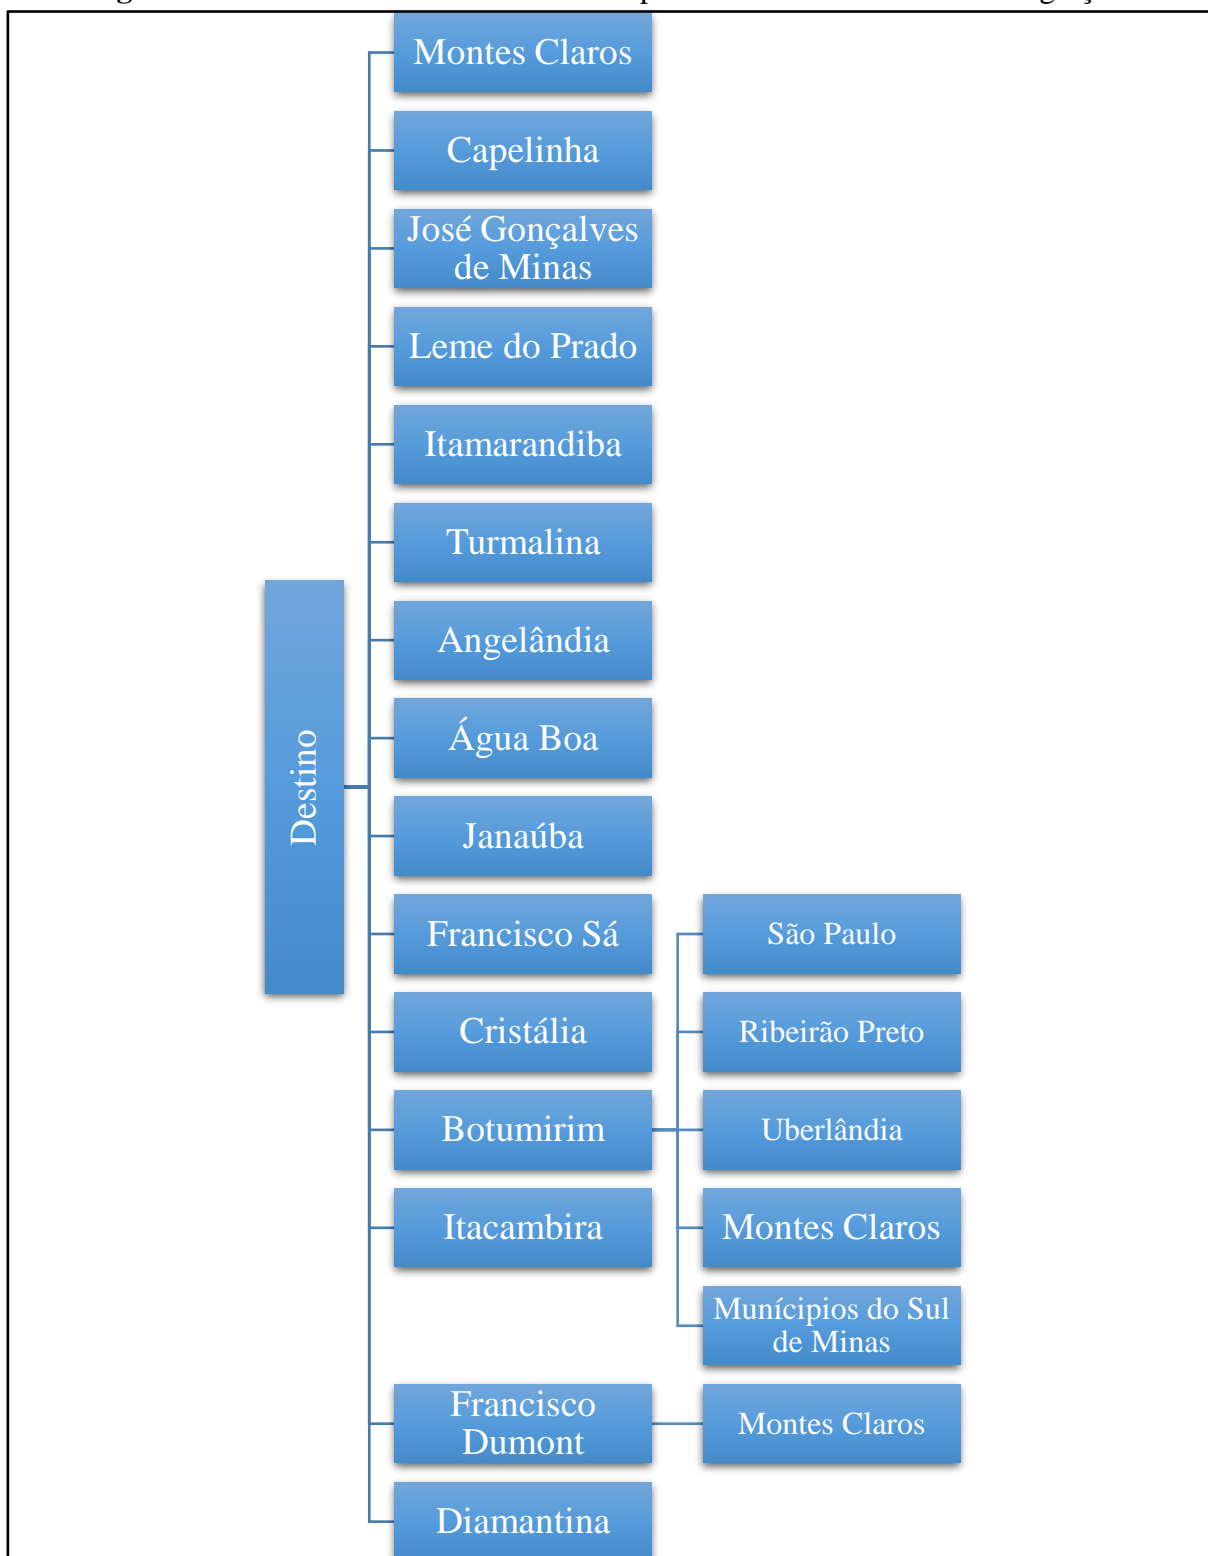 Montes Claros
Capelinha
José Gonçalves
de Minas
Leme do Prado
Itamarandiba
Turmalina
Angelândia
Água Boa
Janaúba
Francisco Sá
Cristália
Botumirim
Itacambira
Francisco
Dumont
Diamantina
Destino
São Paulo
Ribeirão Preto
Uberlândia
Montes Claros
Munícipios do Sul
de Minas
Montes Claros